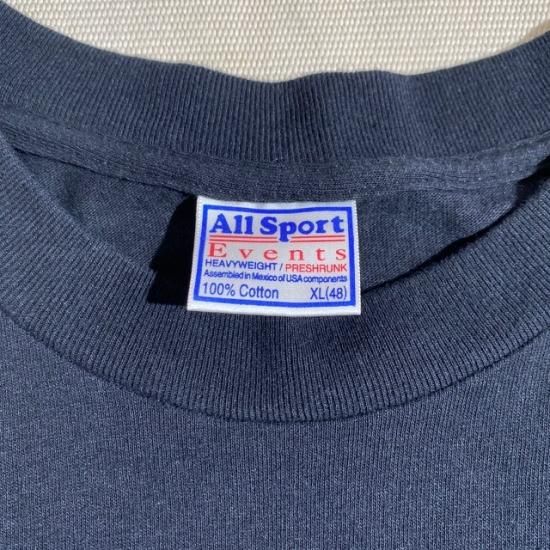 All Sport
Events
HEAVYWEIGHT / PRESHRUNK
Assembled in Mexico of USA components
100% Cotton XL(48)